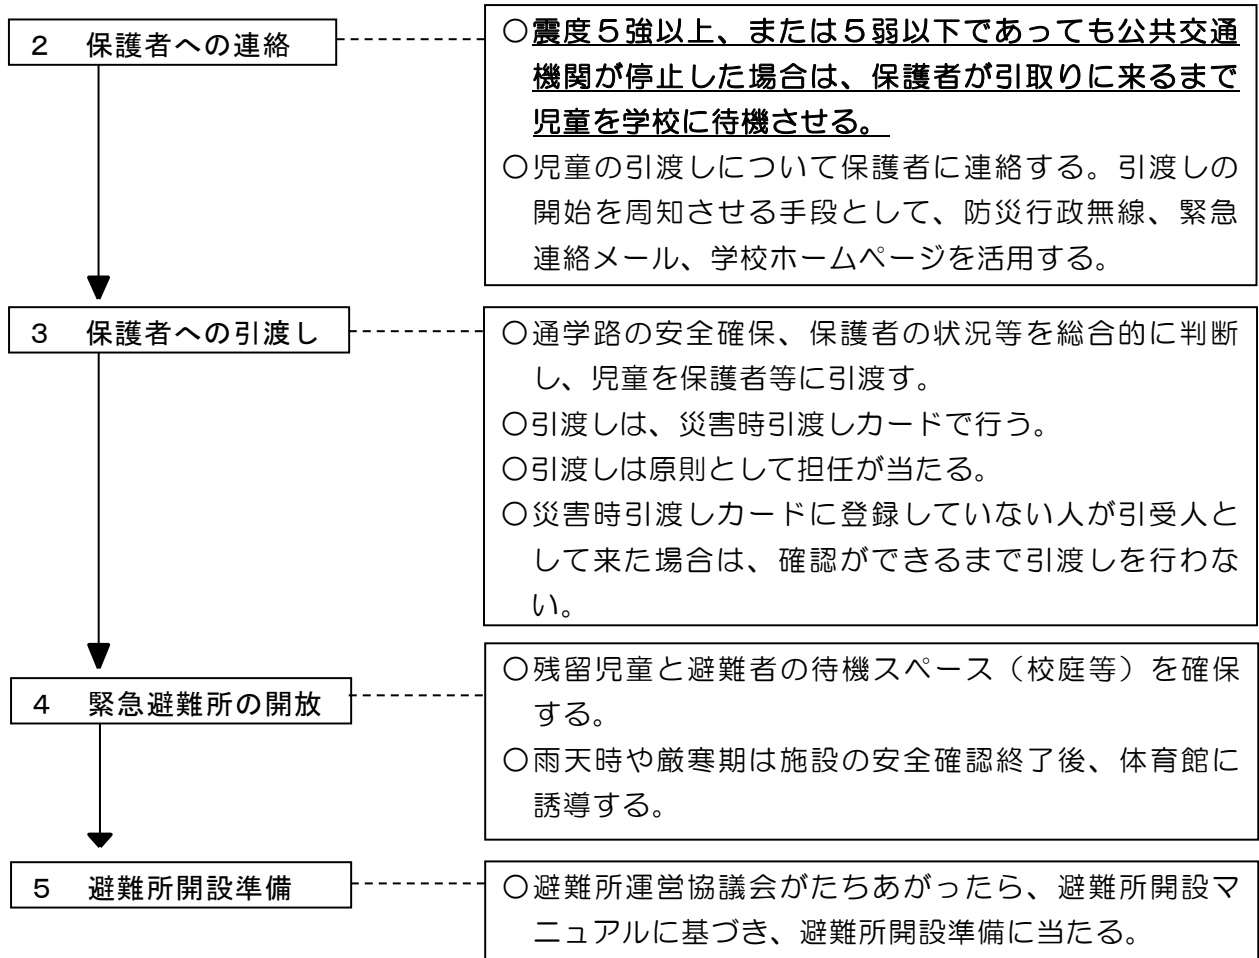 2 保護者への連絡
○震度5強以上、または5弱以下であっても公共交通
機関が停止した場合は、保護者が引取りに来るまで
児童を学校に待機させる。
○児童の引渡しについて保護者に連絡する。引渡しの
開始を周知させる手段として、防災行政無線、緊急
連絡メール、学校ホームページを活用する。
3 保護者への引渡し
○通学路の安全確保、保護者の状況等を総合的に判断
し、児童を保護者等に引渡す。
○引渡しは、災害時引渡しカードで行う。
○引渡しは原則として担任が当たる。
○災害時引渡しカードに登録していない人が引受人と
して来た場合は、確認ができるまで引渡しを行わな
い。
4 緊急避難所の開放
○残留児童と避難者の待機スペース（校庭等）を確保
する。
○雨天時や厳寒期は施設の安全確認終了後、体育館に
誘導する。
5 避難所開設準備
○避難所運営協議会がたちあがったら、避難所開設マ
ニュアルに基づき、避難所開設準備に当たる。